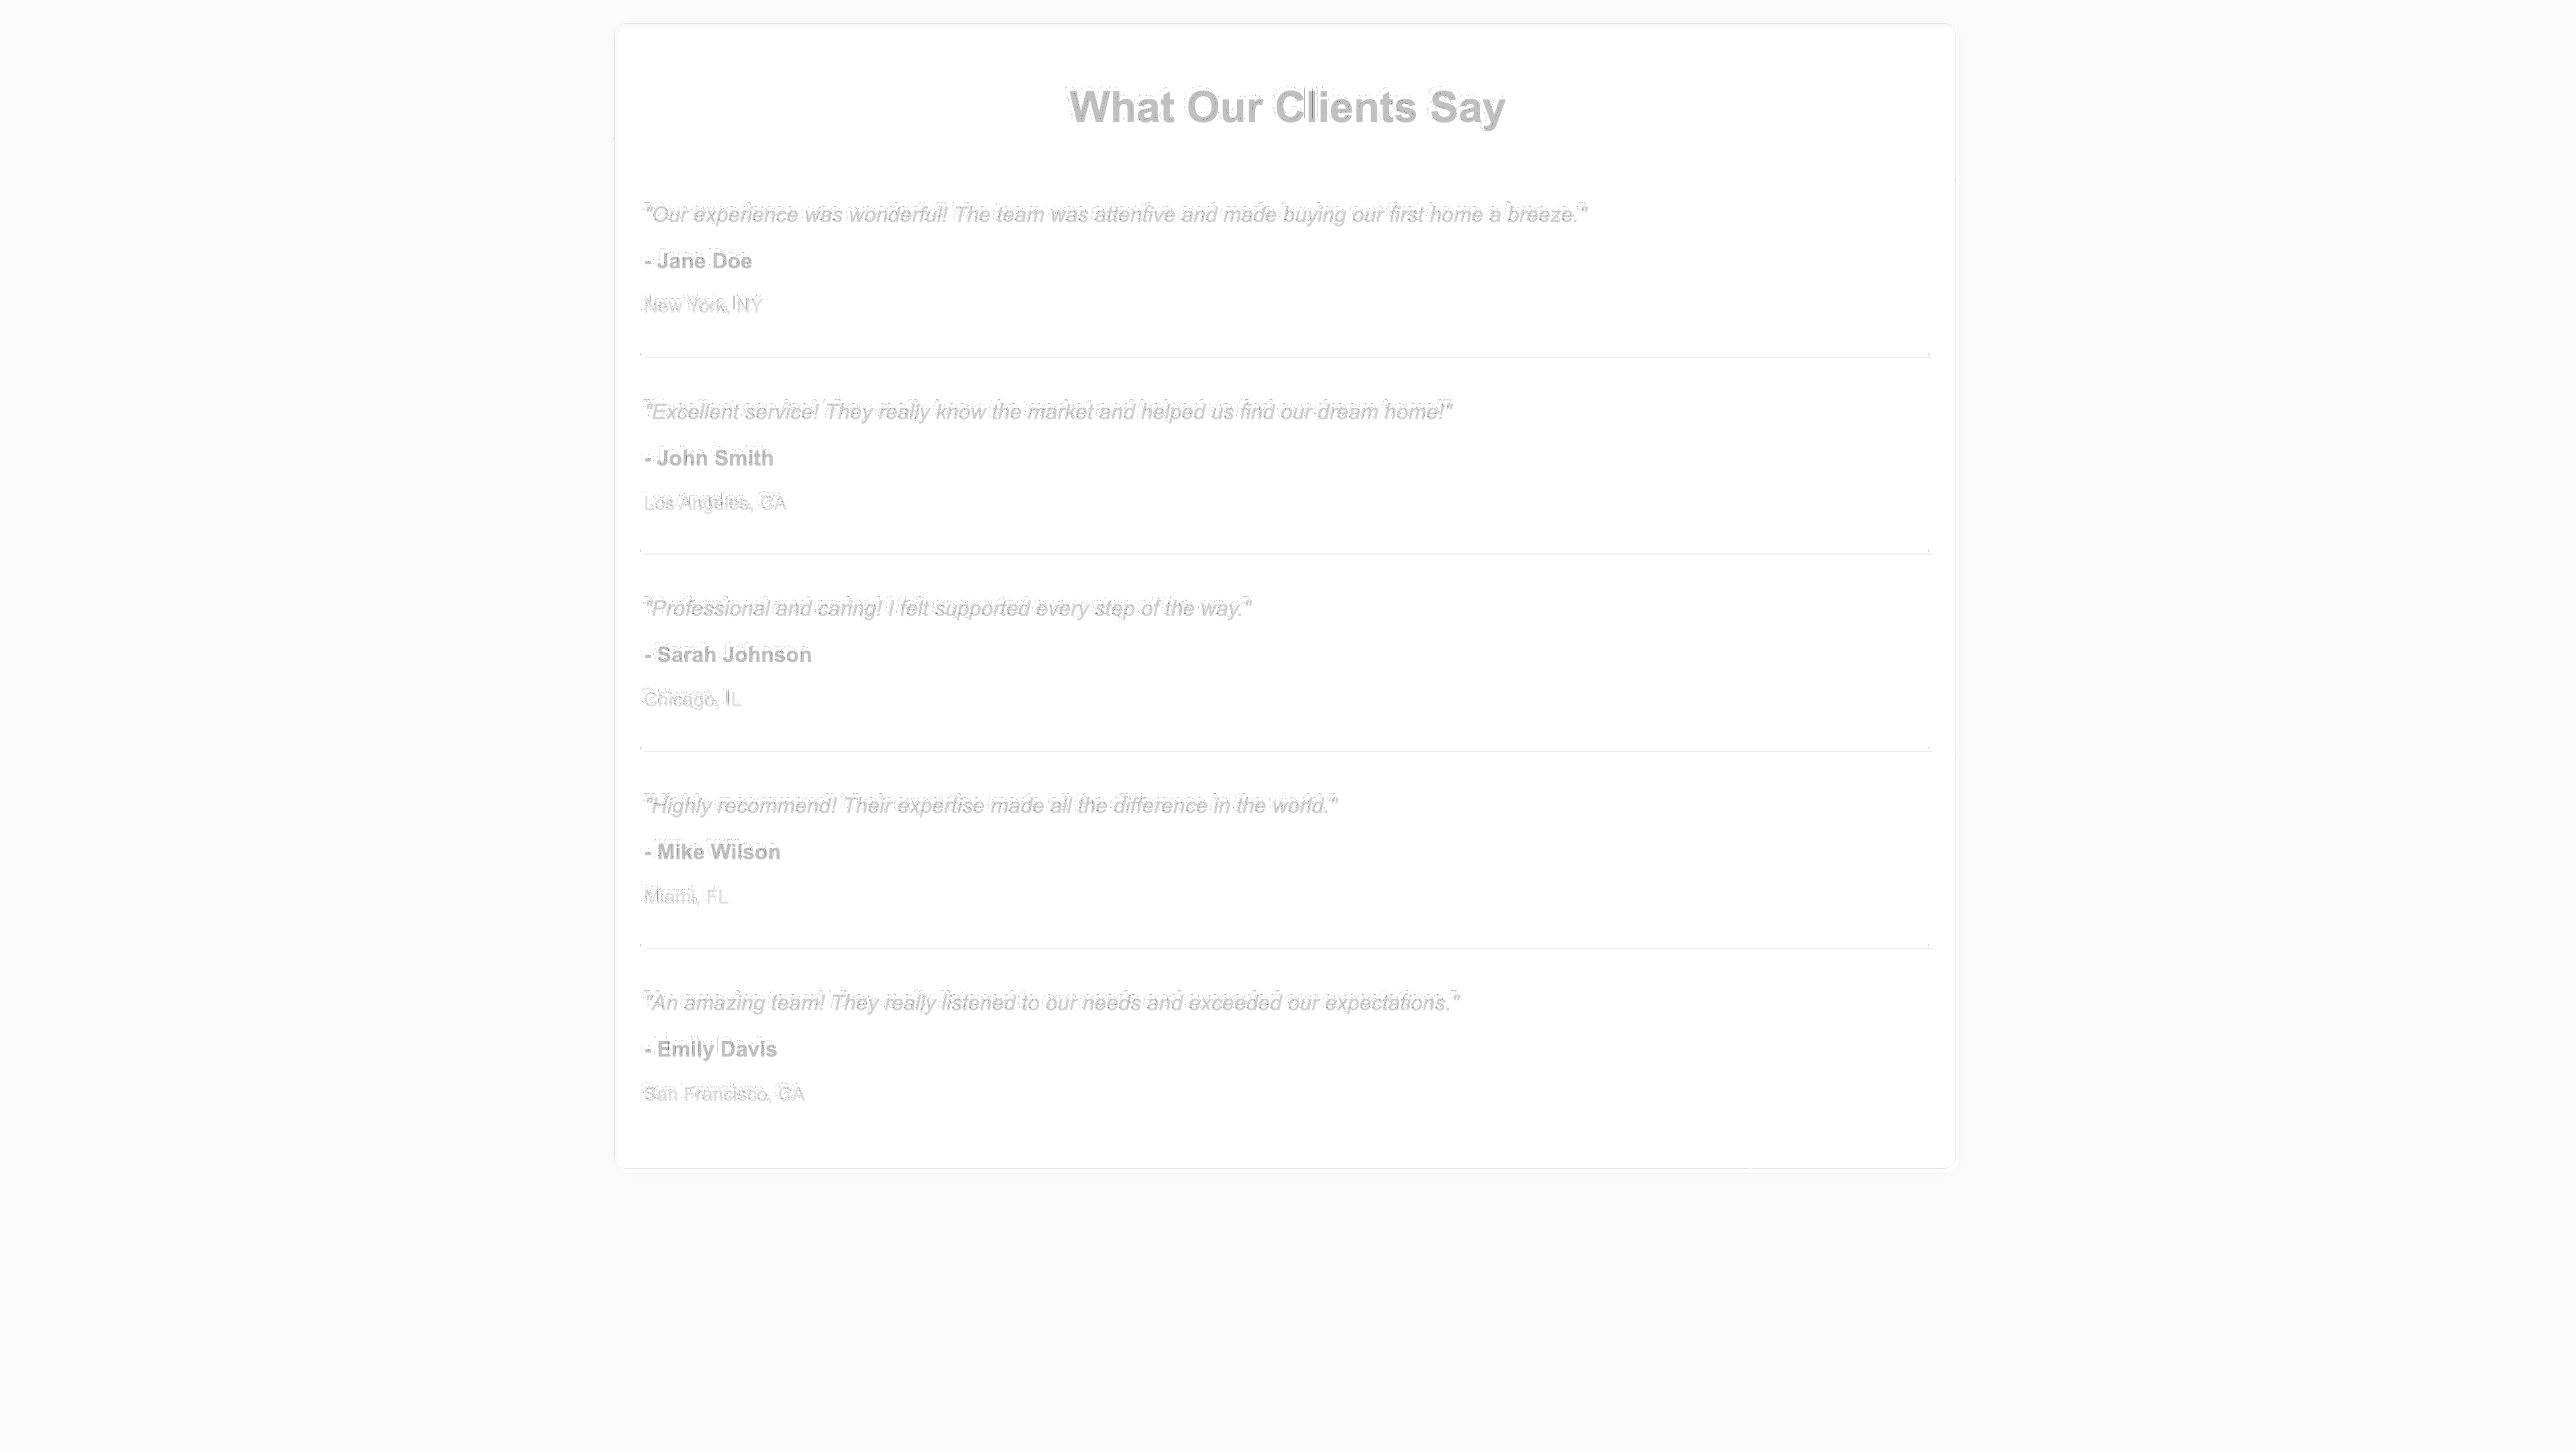 What Our Clients Say
"Our experience was wonderful! The team was attentive and made buying our first home a breeze."
- Jane Doe
New York, NY
"Excellent service! They really know the market and helped us find our dream home!"
- John Smith
Los Angeles, CA
"Professional and caring! I felt supported every step of the way."
- Sarah Johnson
Chicago, IL
"Highly recommend! Their expertise made all the difference in the world."
- Mike Wilson
Miami, FL
"An amazing team! They really listened to our needs and exceeded our expectations."
- Emily Davis
San Francisco, CA